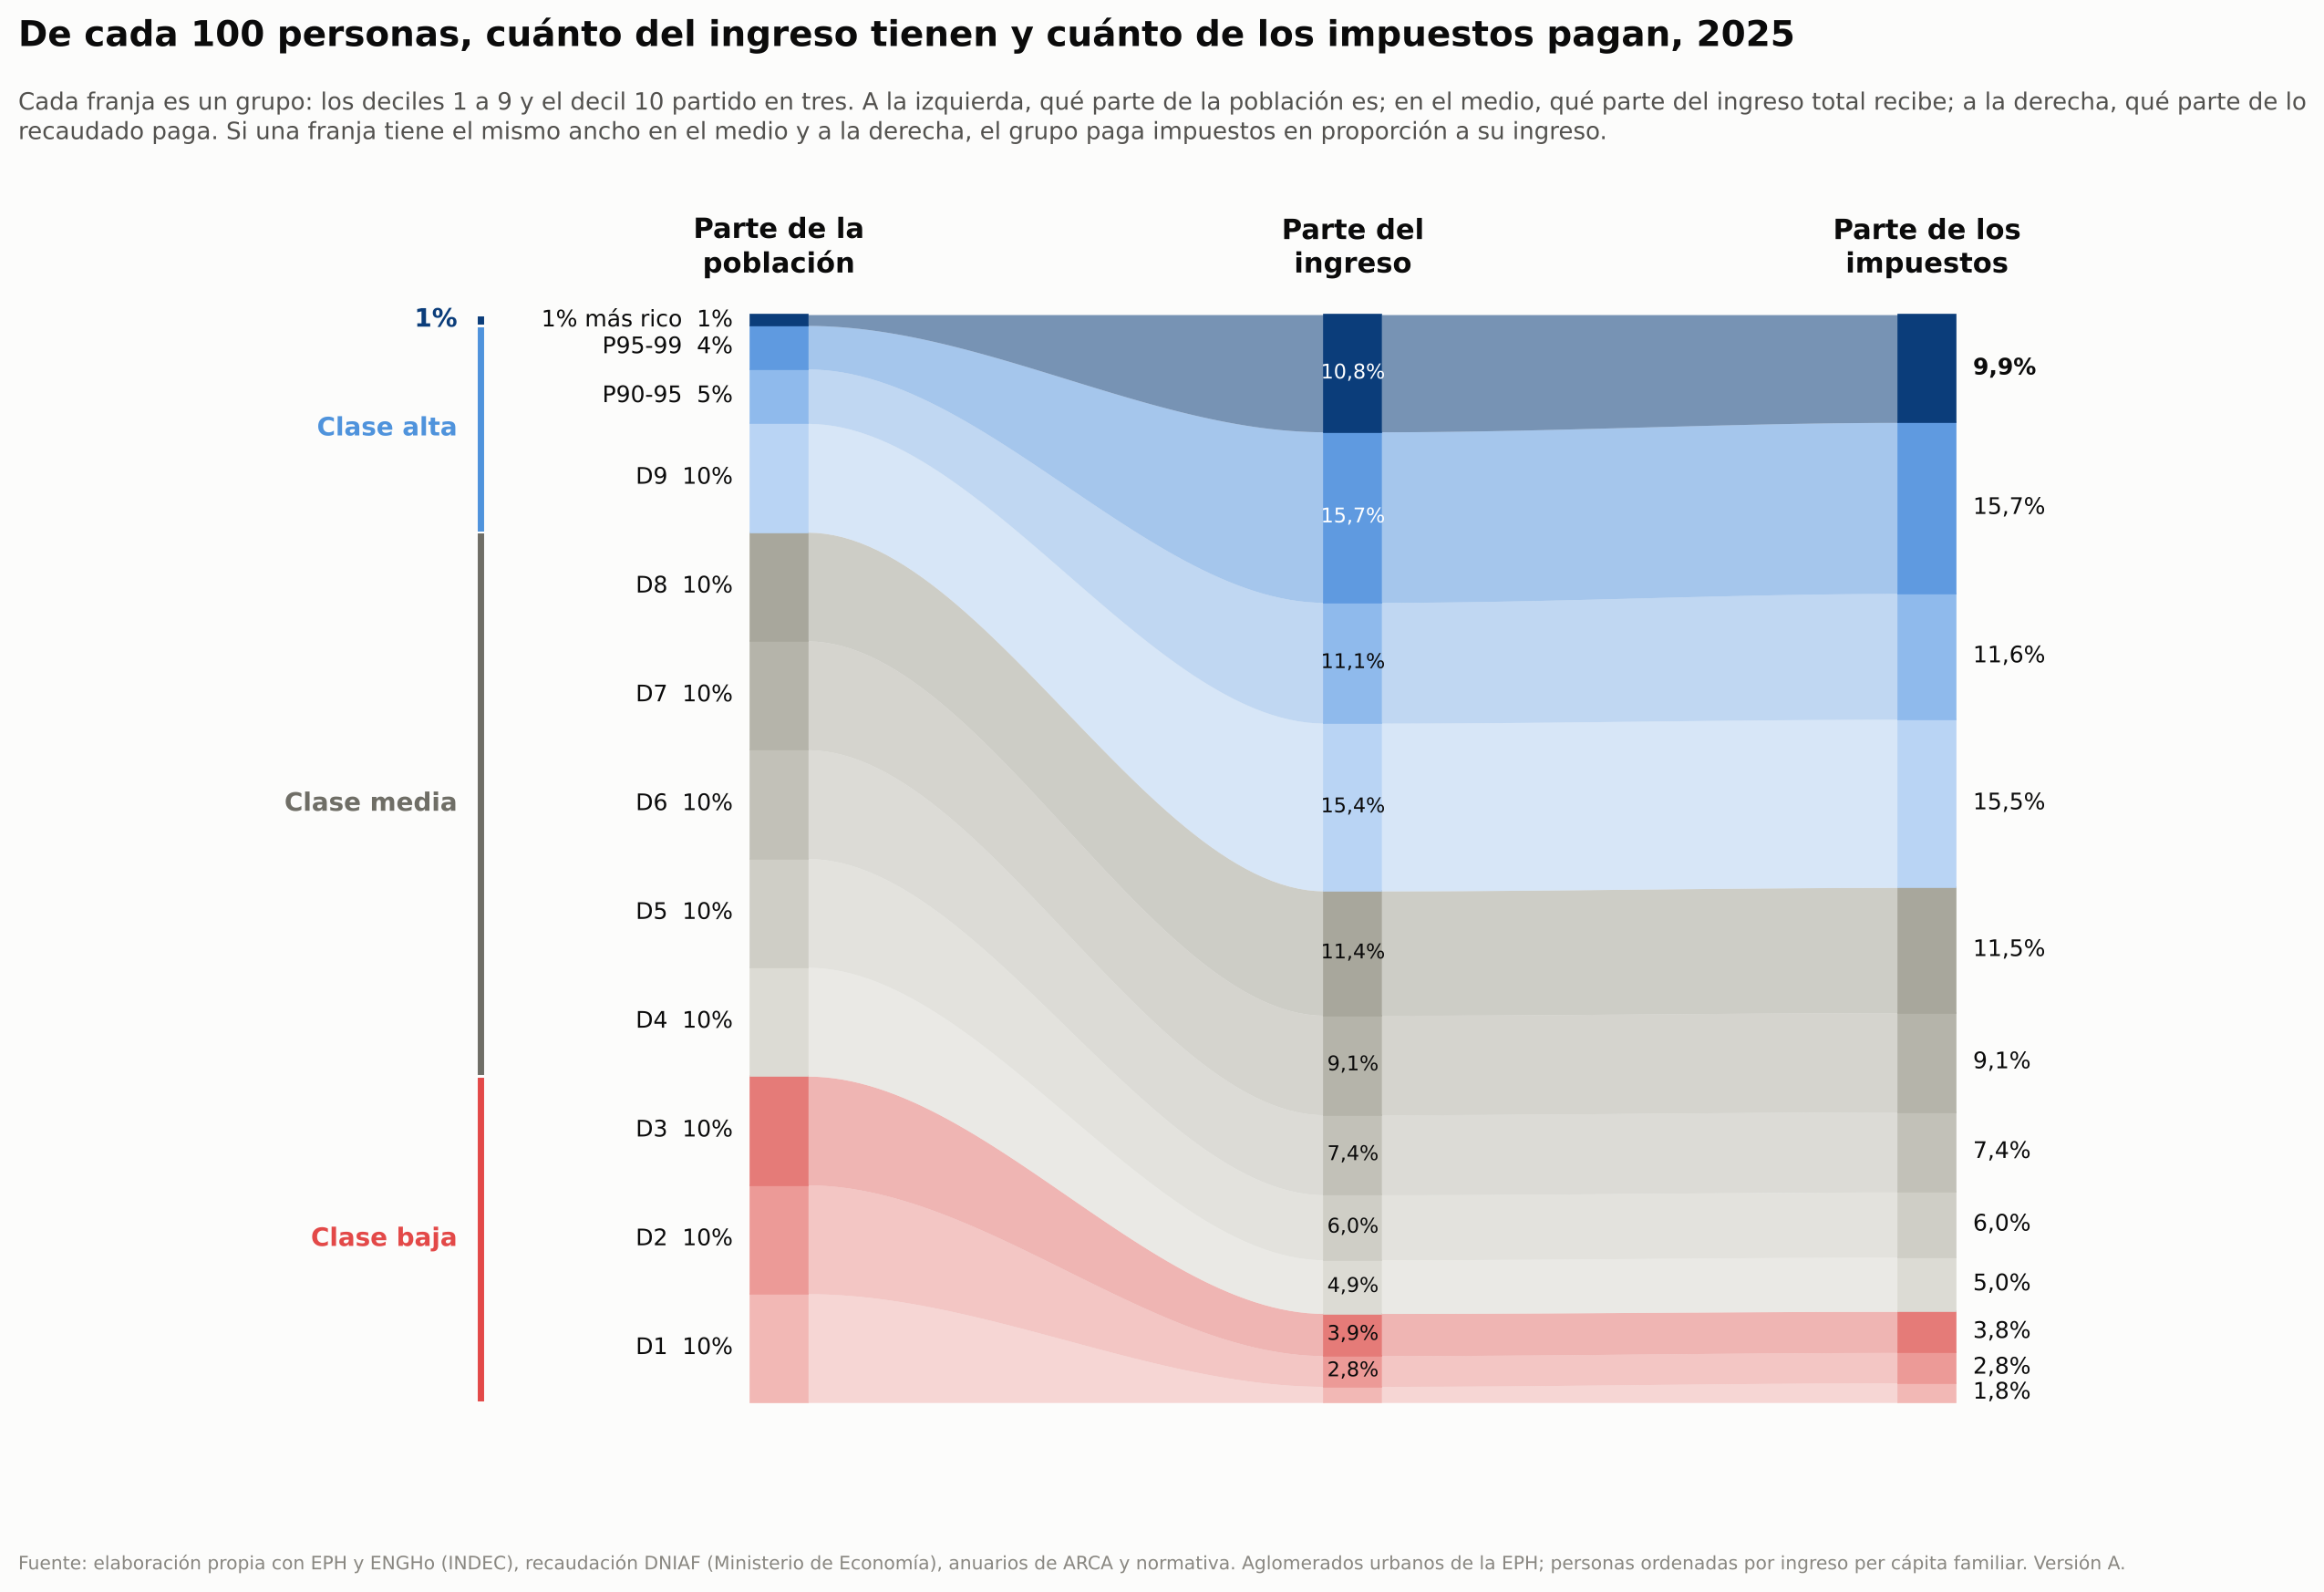 De cada 100 personas, cuánto del ingreso tienen y cuánto de los impuestos pagan, 2025
Cada franja es un grupo: los deciles 1 a 9 y el decil 10 partido en tres. A la izquierda, qué parte de la población es; en el medio, qué parte del ingreso total recibe; a la derecha, qué parte de lo
recaudado paga. Si una franja tiene el mismo ancho en el medio y a la derecha, el grupo paga impuestos en proporción a su ingreso.
Parte de la
población
Parte del
ingreso
Parte de los
impuestos
1%
Clase alta
Clase media
Clase baja
1% más rico 1%
P95-99 4%
P90-95 5%
D9 10%
D8 10%
D7 10%
D6 10%
D5 10%
D4 10%
D3 10%
D2 10%
D1 10%
10,8%
15,7%
11,1%
15,4%
11,4%
9,1%
7,4%
6,0%
4,9%
3,9%
2,8%
9,9%
15,7%
11,6%
15,5%
11,5%
9,1%
7,4%
6,0%
5,0%
3,8%
2,8%
1,8%
Fuente: elaboración propia con EPH y ENGHo (INDEC), recaudación DNIAF (Ministerio de Economía), anuarios de ARCA y normativa. Aglomerados urbanos de la EPH; personas ordenadas por ingreso per cápita familiar. Versión A.